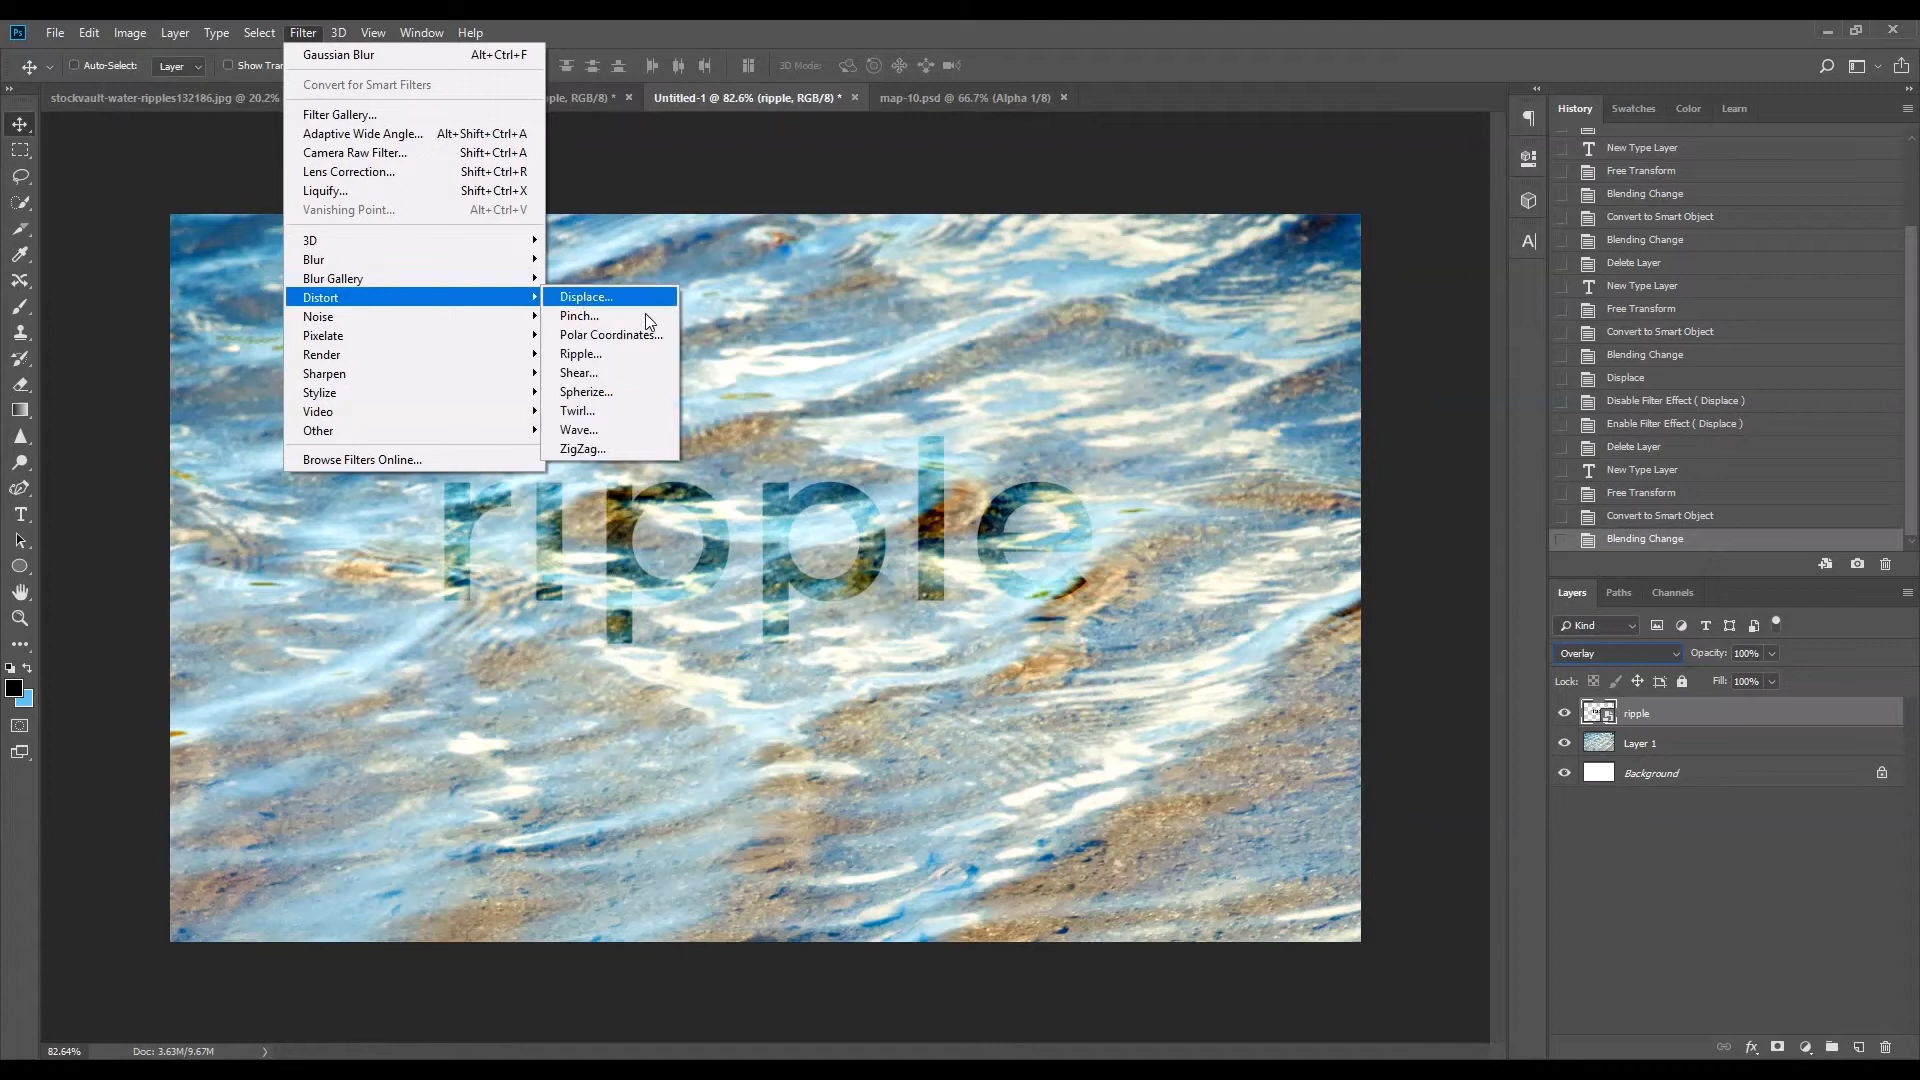 Ps File Edit Image Layer Type Select Filter 3D View Window Help
Auto-Select: Layer Show Tra 3D Mode:
stockvault-water-ripples132186.jpg @ 20.2% ple, RGB/8) * Untitled-1 @ 82.6% (ripple, RGB/8) * map-10.psd @ 66.7% (Alpha 1/8)
Gaussian Blur Alt+Ctrl+F
Convert for Smart Filters
Filter Gallery...
Adaptive Wide Angle... Alt+Shift+Ctrl+A
Camera Raw Filter... Shift+Ctrl+A
Lens Correction... Shift+Ctrl+R
Liquify... Shift+Ctrl+X
Vanishing Point... Alt+Ctrl+V
3D
Blur
Blur Gallery
Distort
Noise
Pixelate
Render
Sharpen
Stylize
Video
Other
Browse Filters Online...
Displace...
Pinch...
Polar Coordinates...
Ripple...
Shear...
Spherize...
Twirl...
Wave...
ZigZag...
ripple
History Swatches Color Learn
New Type Layer
Free Transform
Blending Change
Convert to Smart Object
Blending Change
Delete Layer
New Type Layer
Free Transform
Convert to Smart Object
Blending Change
Displace
Disable Filter Effect ( Displace )
Enable Filter Effect ( Displace )
Delete Layer
New Type Layer
Free Transform
Convert to Smart Object
Blending Change
Layers Paths Channels
Kind
Overlay Opacity: 100%
Lock: Fill: 100%
ripple
Layer 1
Background
82.64% Doc: 3.63M/9.67M